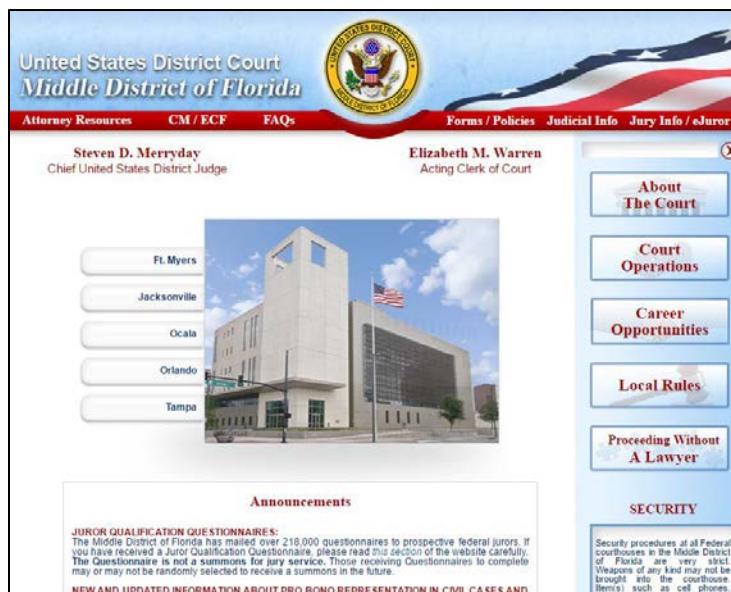 United States District Court
Middle District of Florida
UNITED STATES DISTRICT COURT
MIDDLE DISTRICT OF FLORIDA
Attorney Resources CM / ECF FAQs Forms / Policies Judicial Info Jury Info / eJuror
Steven D. Merryday
Chief United States District Judge
Elizabeth M. Warren
Acting Clerk of Court
Ft. Myers
Jacksonville
Ocala
Orlando
Tampa
About
The Court
Court
Operations
Career
Opportunities
Local Rules
Proceeding Without
A Lawyer
Announcements
JUROR QUALIFICATION QUESTIONNAIRES:
The Middle District of Florida has mailed over 218,000 questionnaires to prospective federal jurors. If
you have received a Juror Qualification Questionnaire, please read this section of the website carefully.
The Questionnaire is not a summons for jury service. Those receiving Questionnaires to complete
may or may not be randomly selected to receive a summons in the future.
NEW AND UPDATED INFORMATION ABOUT PRO BONO REPRESENTATION IN CIVIL CASES AND
SECURITY
Security procedures at all Federal
courthouses in the Middle District
of Florida are very strict.
Weapons of any kind may not be
brought into the courthouse.
Item(s) such as cell phones,